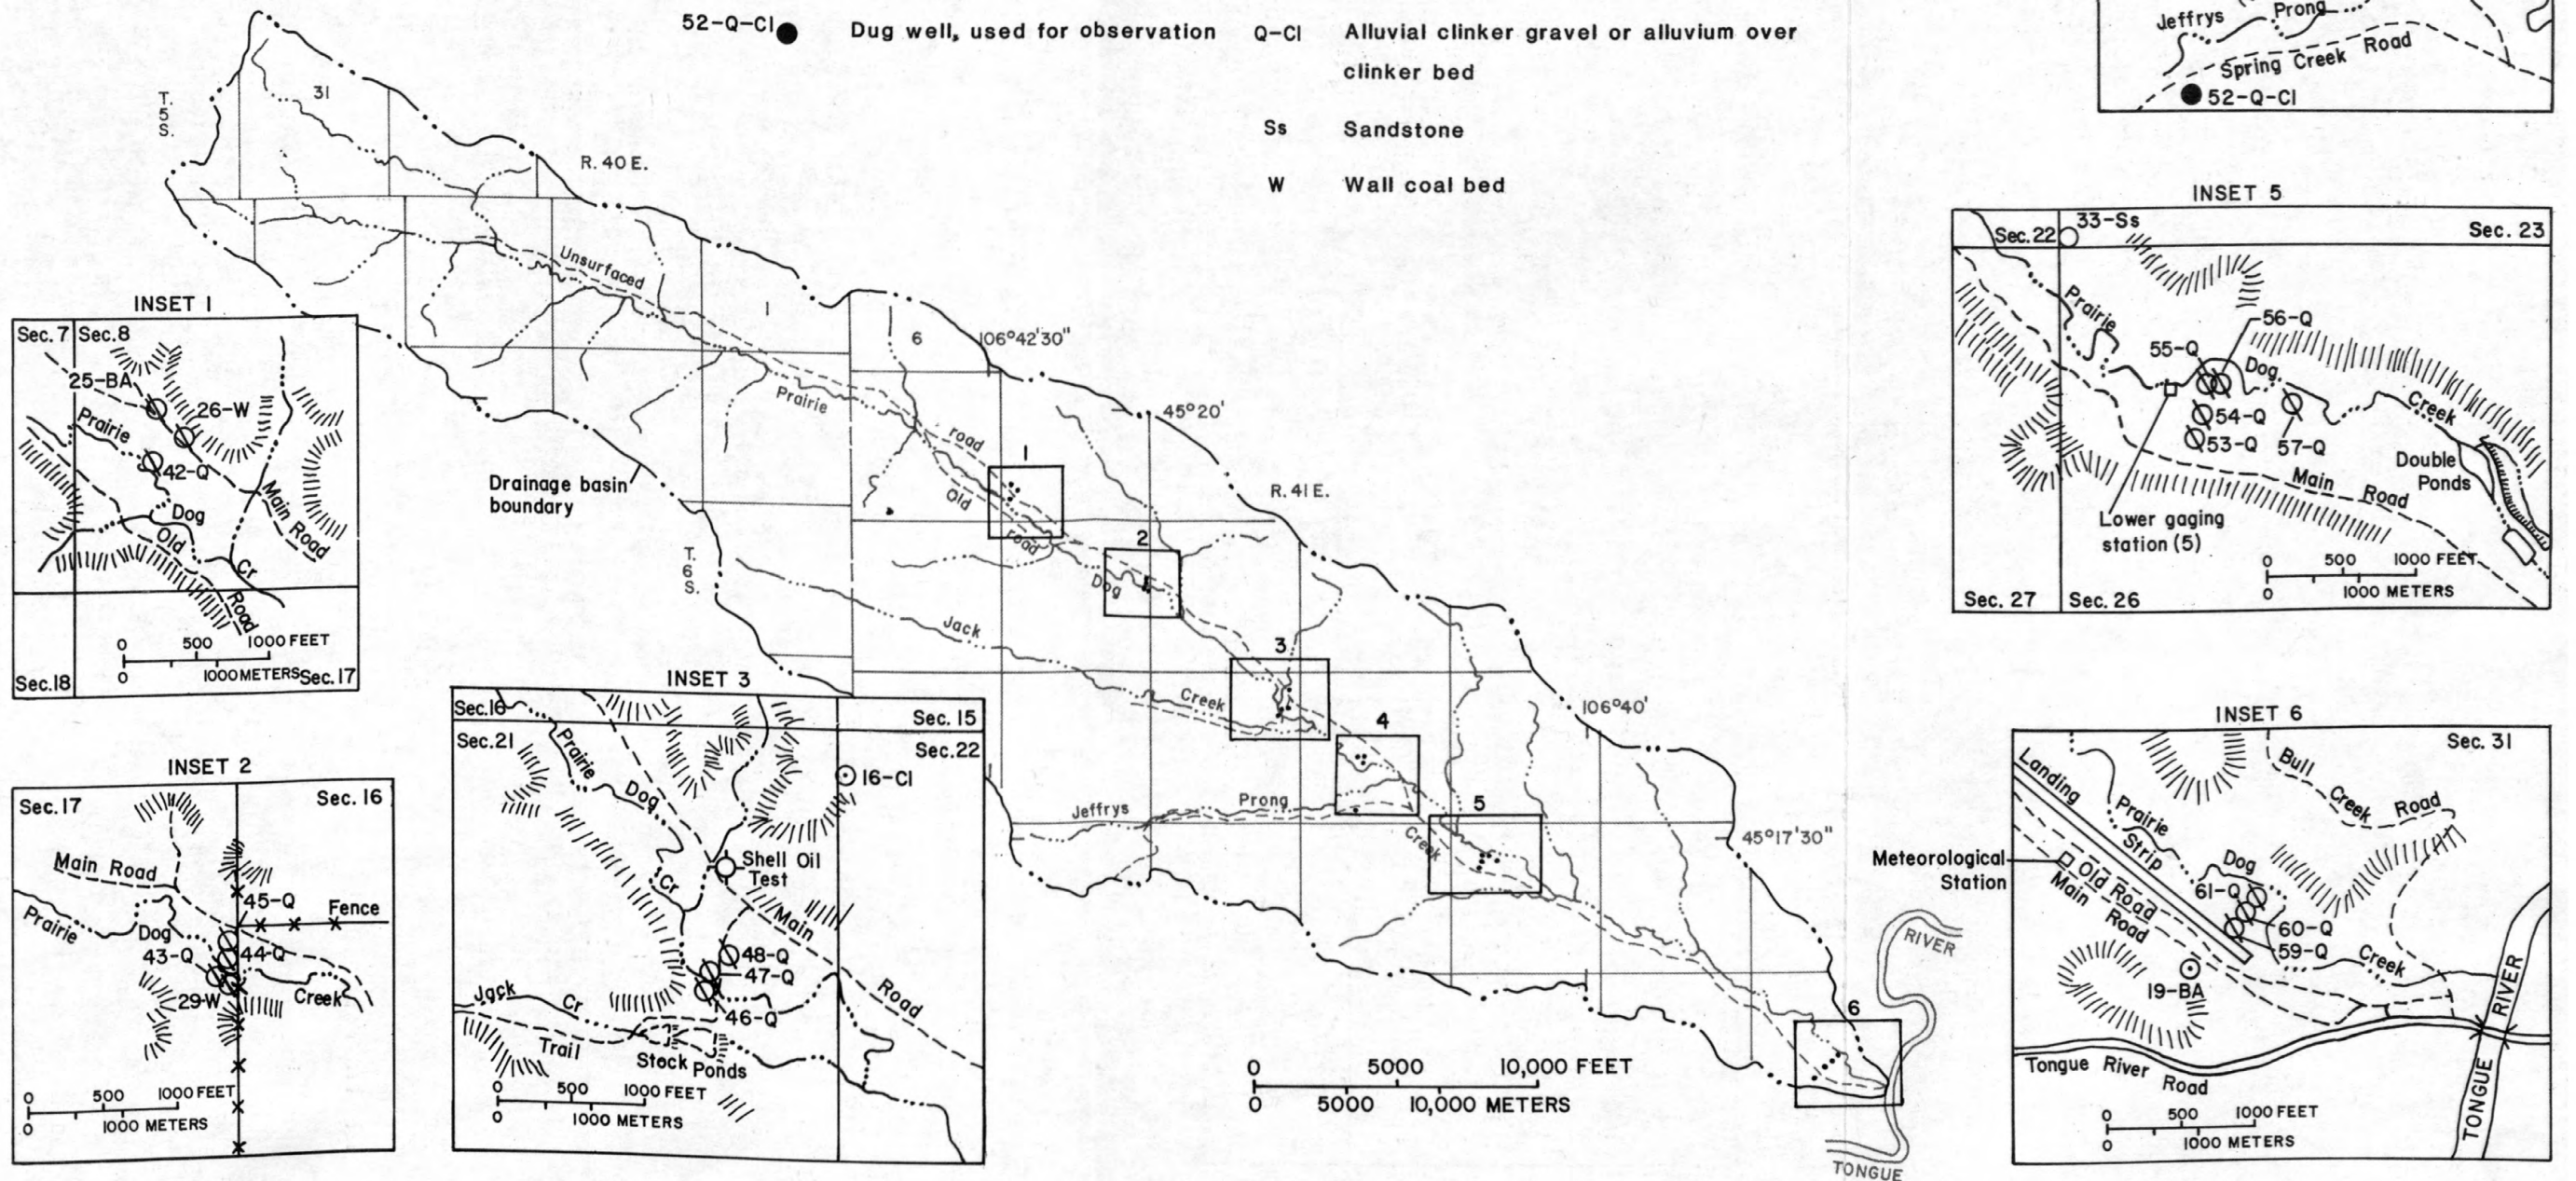 52-Q-Cl
Dug well, used for observation
Q-Cl
Alluvial clinker gravel or alluvium over
clinker bed
Ss
Sandstone
W
Wall coal bed
Jeffrys
Prong
Spring Creek Road
52-Q-Cl
T.
5
S.
31
R. 40 E.
Unsurfaced
1
6
106°42'30"
Prairie
road
45°20'
1
Old
road
Drainage basin
boundary
R. 41 E.
2
Dog
T.
6
S.
Jack
3
Creek
4
106°40'
Jeffrys
Prong
5
Creek
45°17'30"
RIVER
6
TONGUE
0 5000 10,000 FEET
0 5000 10,000 METERS
INSET 1
Sec. 7
Sec. 8
25-BA
26-W
Prairie
42-Q
Main Road
Dog
Old
Cr
Road
0 500 1000 FEET
0 1000 METERS
Sec. 18
Sec. 17
INSET 2
Sec. 17
Sec. 16
Main Road
45-Q
Fence
Prairie
Dog
43-Q
44-Q
29-W
Creek
0 500 1000 FEET
0 1000 METERS
INSET 3
Sec. 16
Sec. 15
Sec. 21
Sec. 22
Prairie
16-Cl
Dog
Shell Oil
Test
Cr
Main
48-Q
47-Q
Road
Jack
Cr
46-Q
Trail
Stock Ponds
0 500 1000 FEET
0 1000 METERS
INSET 5
Sec. 22
33-Ss
Sec. 23
Prairie
56-Q
55-Q
Dog
54-Q
Creek
53-Q
57-Q
Double
Ponds
Main
Road
Lower gaging
station (5)
0 500 1000 FEET
0 1000 METERS
Sec. 27
Sec. 26
INSET 6
Sec. 31
Landing
Bull
Creek
Road
Prairie
Strip
Meteorological
Station
Old Road
Dog
Main
Road
61-Q
60-Q
59-Q
Creek
19-BA
Tongue River
Road
RIVER
TONGUE
0 500 1000 FEET
0 1000 METERS